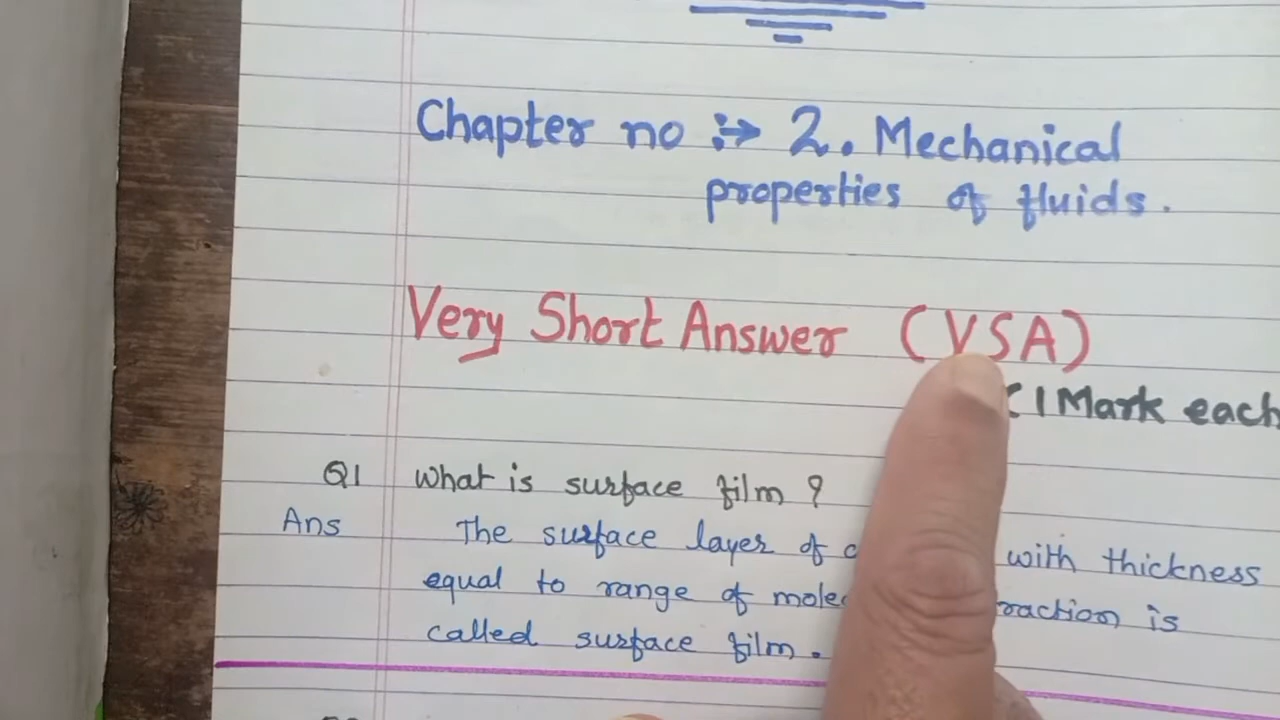 Chapter no :→ 2. Mechanical
properties of fluids.
Very Short Answer (VSA)
(1 Mark each
Q1 What is surface film ?
Ans The surface layer of a with thickness
equal to range of is
called surface film.